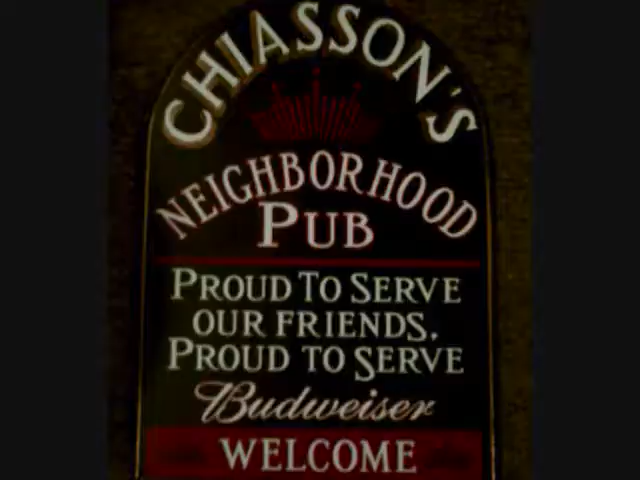 CHIASSON'S
NEIGHBORHOOD
PUB
PROUD TO SERVE
OUR FRIENDS.
PROUD TO SERVE
Budweiser
WELCOME